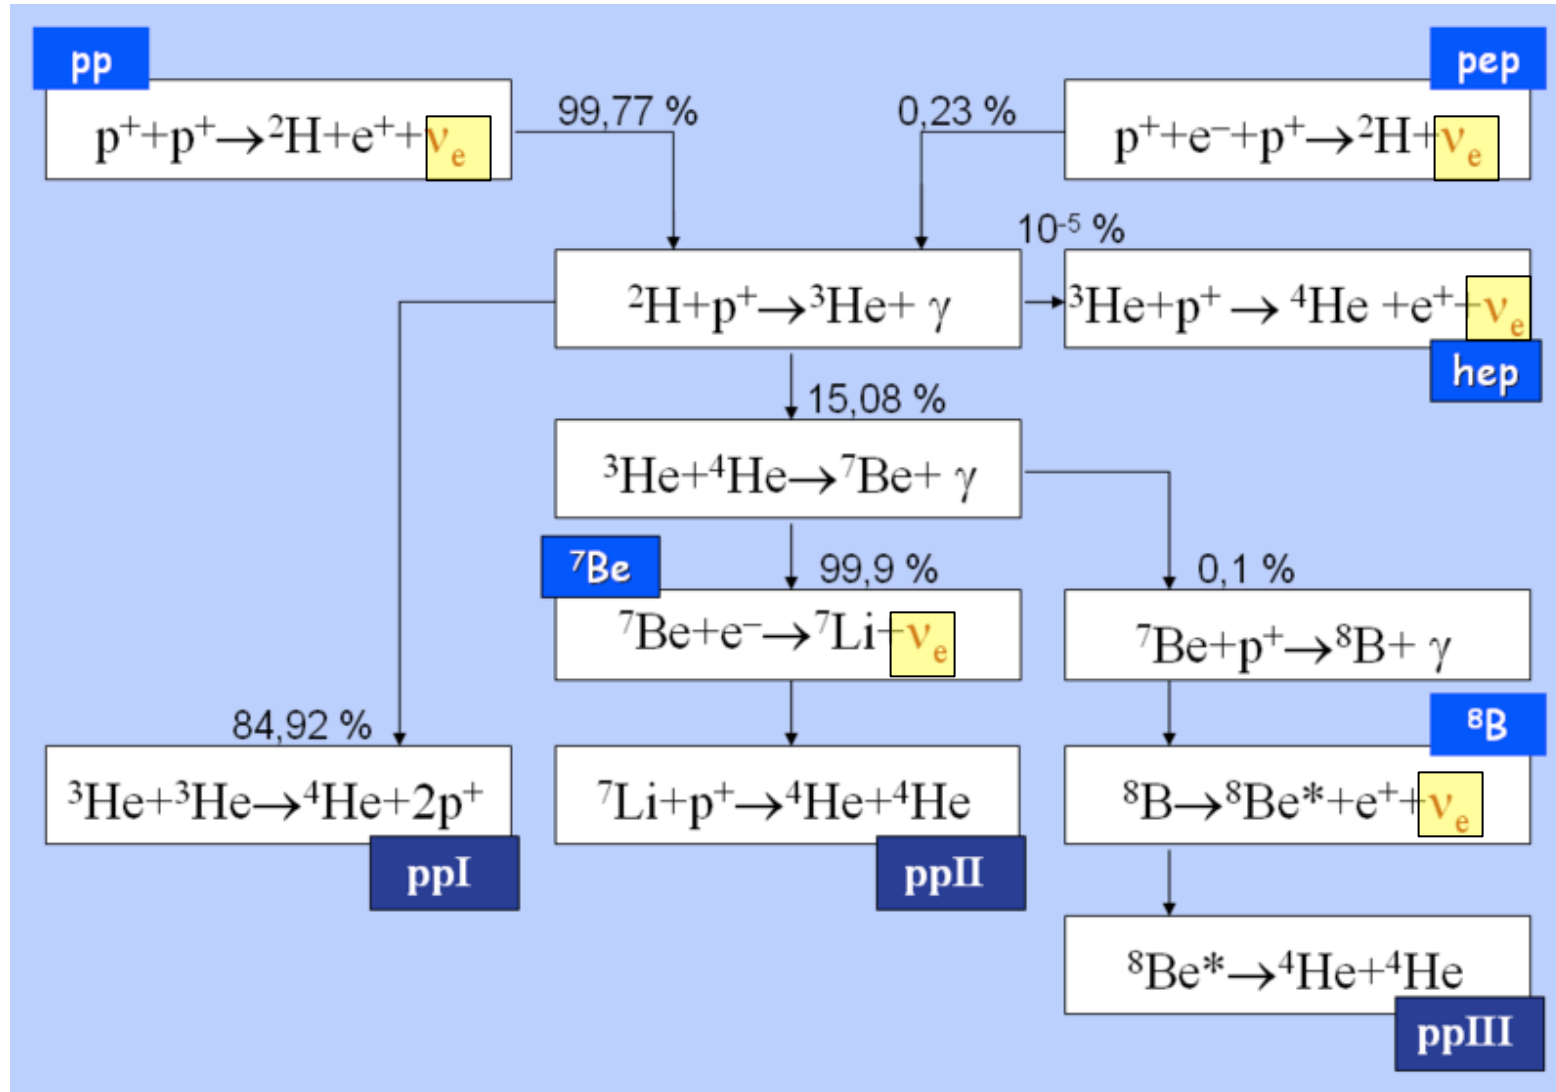 pp
pep
99,77 %
0,23 %
p⁺+p⁺→²H+e⁺+νₑ
p⁺+e⁻+p⁺→²H+νₑ
10⁻⁵ %
²H+p⁺→³He+ γ
³He+p⁺→ ⁴He +e⁺+νₑ
hep
15,08 %
³He+⁴He→⁷Be+ γ
⁷Be
99,9 %
0,1 %
⁷Be+e⁻→⁷Li+νₑ
⁷Be+p⁺→⁸B+ γ
84,92 %
⁸B
³He+³He→⁴He+2p⁺
⁷Li+p⁺→⁴He+⁴He
⁸B→⁸Be*+e⁺+νₑ
ppI
ppII
⁸Be*→⁴He+⁴He
ppIII